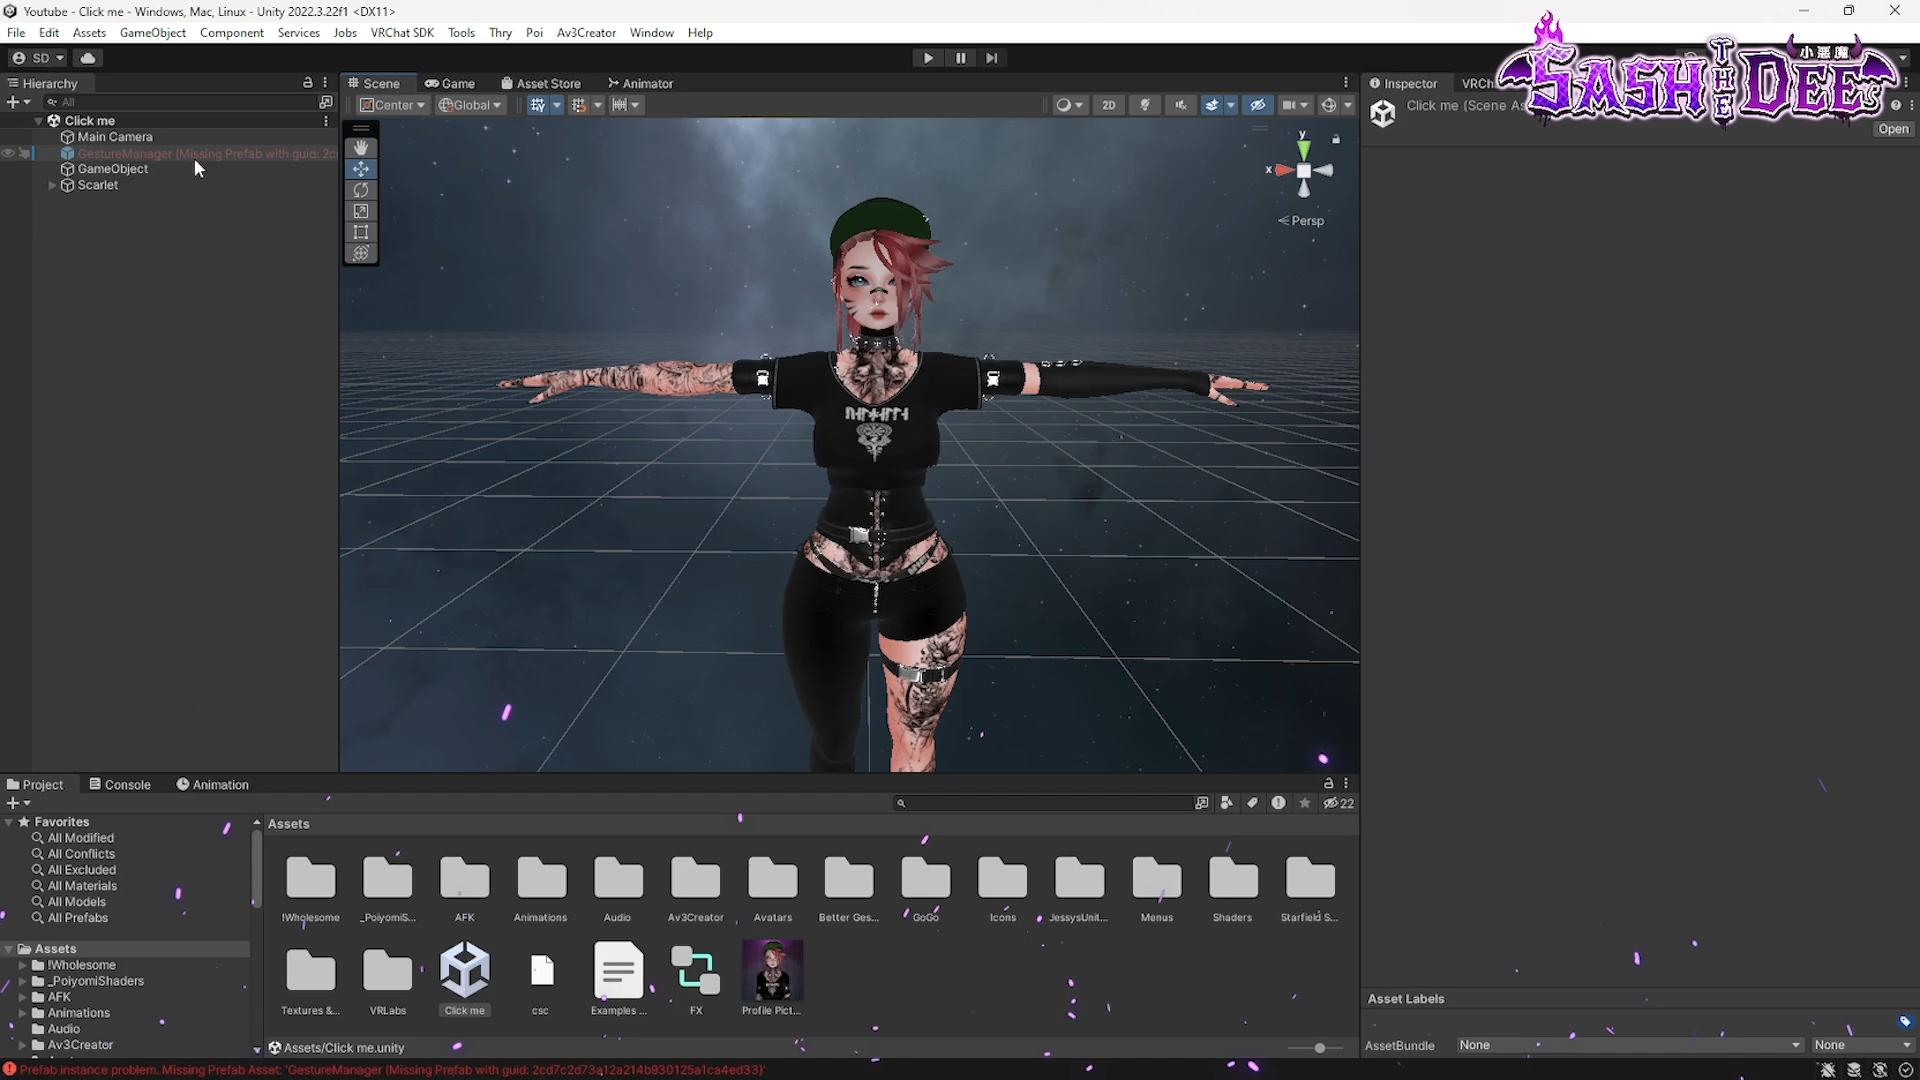 Youtube - Click me - Windows, Mac, Linux - Unity 2022.3.22f1 <DX11>
File Edit Assets GameObject Component Services Jobs VRChat SDK Tools Thry Poi Av3Creator Window Help
SD
SASH THE DEE
小悪魔
Hierarchy
Scene Game Asset Store Animator
Inspector
All
Center Global
2D
Click me (Scene As
Open
Click me
Main Camera
GestureManager (Missing Prefab with guid: 2c
GameObject
Scarlet
y
x
Persp
Project Console Animation
22
Favorites
All Modified
All Conflicts
All Excluded
All Materials
All Models
All Prefabs
Assets
!Wholesome
_PoiyomiShaders
AFK
Animations
Audio
Av3Creator
Assets
!Wholesome _PoiyomiS... AFK Animations Audio Av3Creator Avatars Better Ges... GoGo Icons JessysUnit... Menus Shaders Starfield S...
Textures &... VRLabs Click me csc Examples ... FX Profile Pict...
Assets/Click me.unity
Asset Labels
AssetBundle None None
Prefab instance problem. Missing Prefab Asset: 'GestureManager (Missing Prefab with guid: 2cd7c2d73a12a214b930125a1ca4ed33)'